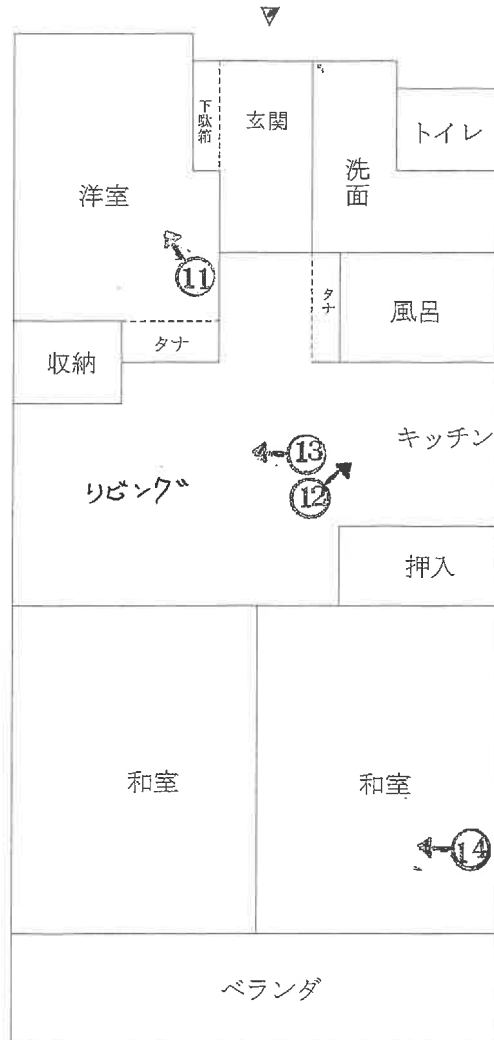 下駄箱
玄関
トイレ
洗面
洋室
⑪
タナ
風呂
タナ
収納
キッチン
⑬
リビング
⑫
押入
和室
和室
⑭
ベランダ